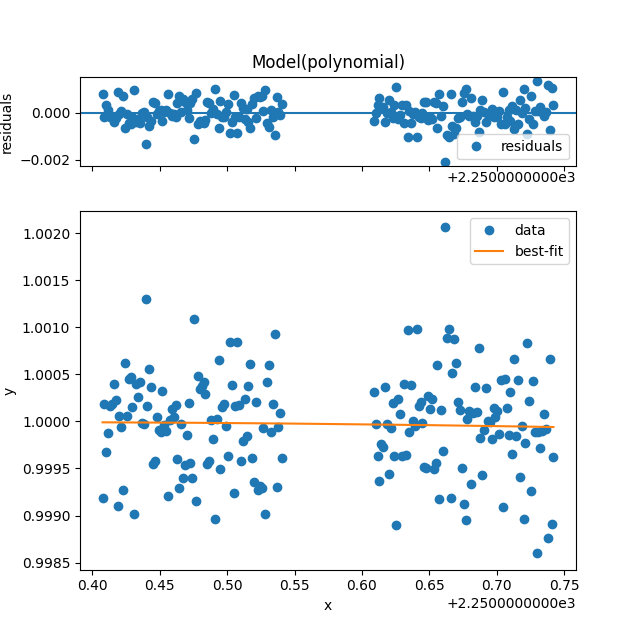 Model(polynomial)
residuals
0.000
−0.002
residuals
+2.2500000000e3
y
1.0020
1.0015
1.0010
1.0005
1.0000
0.9995
0.9990
0.9985
data
best-fit
0.40 0.45 0.50 0.55 0.60 0.65 0.70 0.75
x
+2.2500000000e3